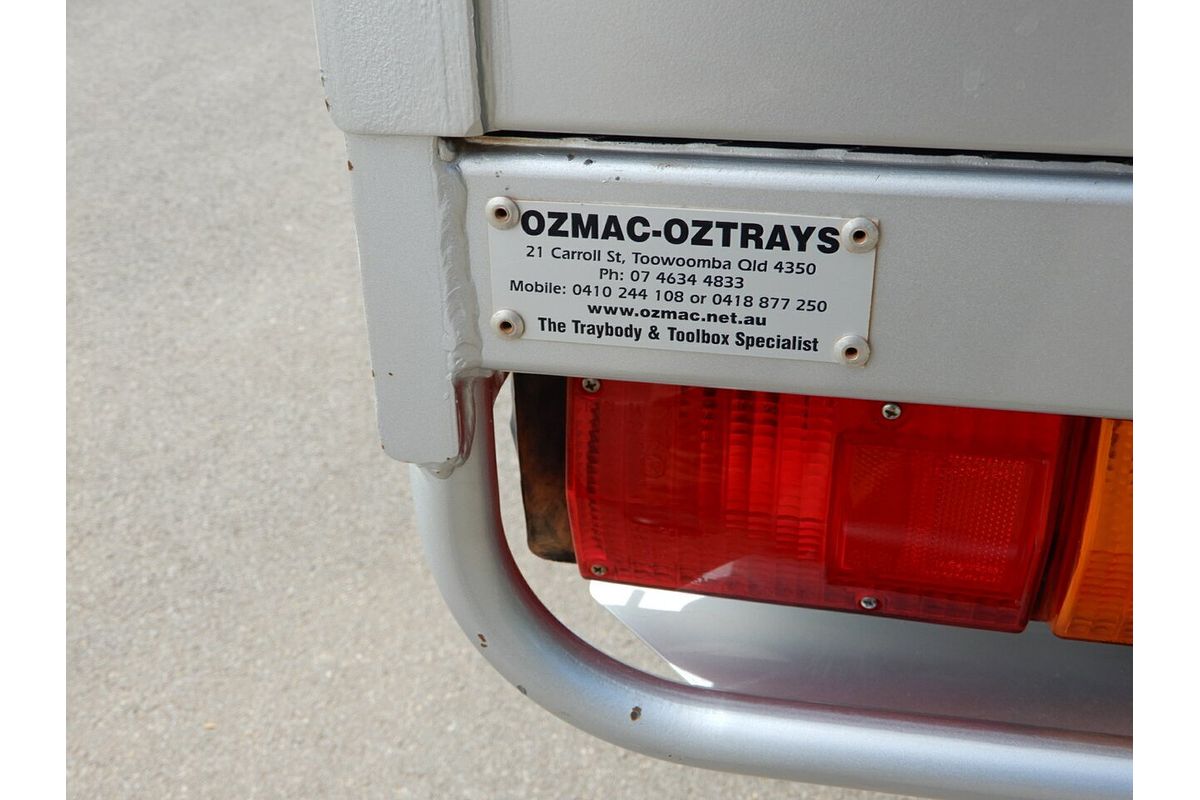 OZMAC-OZTRAYS
21 Carroll St, Toowoomba Qld 4350
Ph: 07 4634 4833
Mobile: 0410 244 108 or 0418 877 250
www.ozmac.net.au
The Traybody & Toolbox Specialist